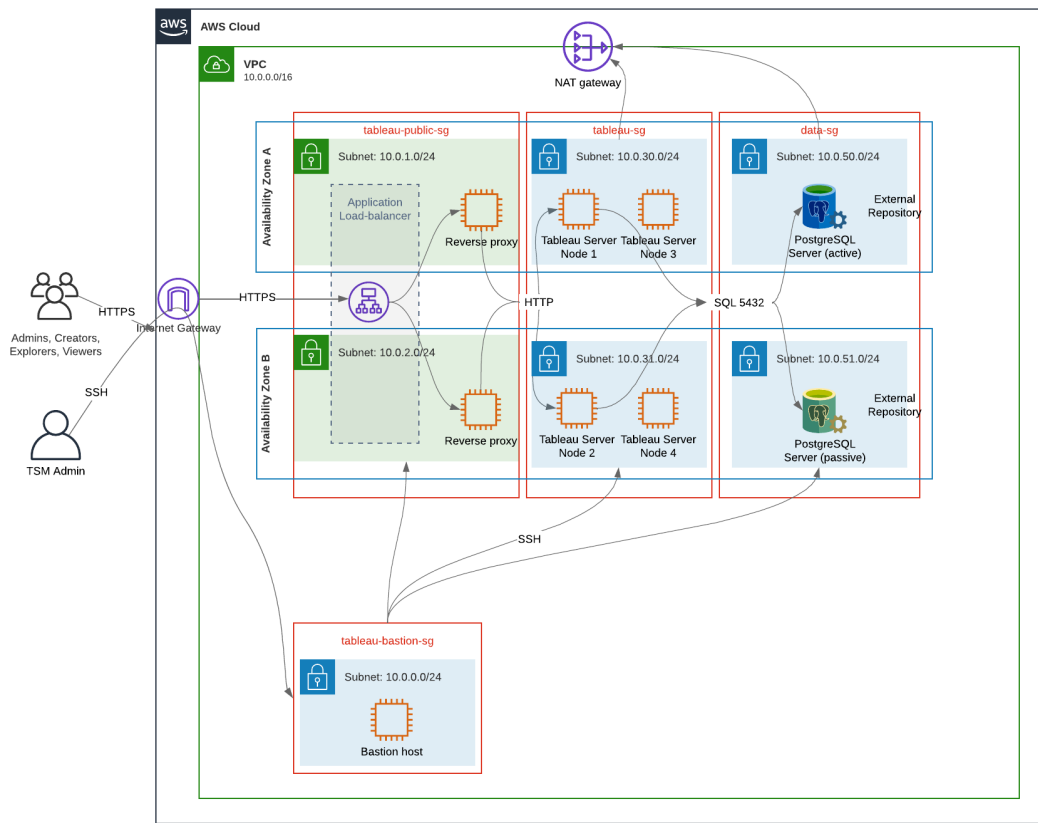 aws
AWS Cloud
VPC
10.0.0.0/16
NAT gateway
tableau-public-sg
tableau-sg
data-sg
Availability Zone A
Subnet: 10.0.1.0/24
Subnet: 10.0.30.0/24
Subnet: 10.0.50.0/24
Application
Load-balancer
Reverse proxy
Tableau Server
Node 1
Tableau Server
Node 3
PostgreSQL
Server (active)
External
Repository
HTTPS
Admins, Creators,
Explorers, Viewers
Internet Gateway
HTTPS
HTTP
SQL 5432
SSH
TSM Admin
Availability Zone B
Subnet: 10.0.2.0/24
Subnet: 10.0.31.0/24
Subnet: 10.0.51.0/24
Reverse proxy
Tableau Server
Node 2
Tableau Server
Node 4
PostgreSQL
Server (passive)
External
Repository
SSH
tableau-bastion-sg
Subnet: 10.0.0.0/24
Bastion host